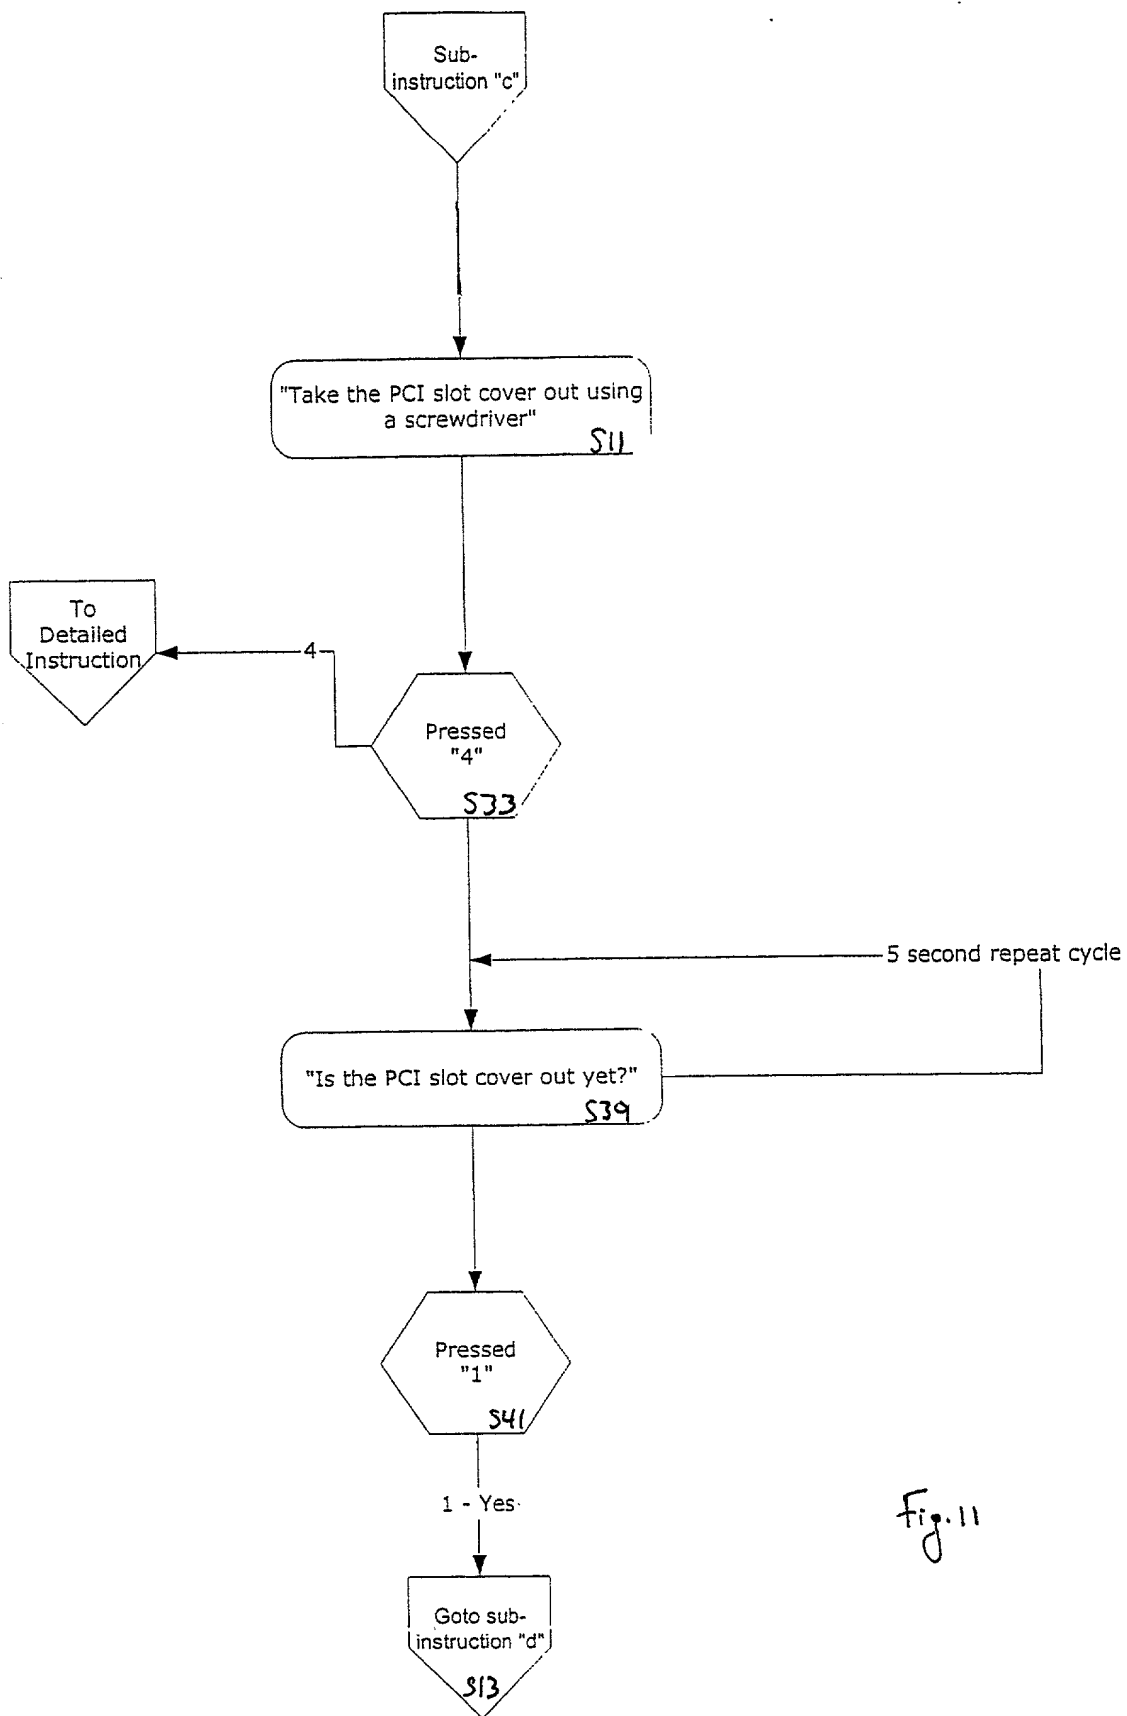 Sub-
instruction "c"
"Take the PCI slot cover out using
a screwdriver"
S11
To
Detailed
Instruction
4
Pressed
"4"
S33
5 second repeat cycle
"Is the PCI slot cover out yet?"
S39
Pressed
"1"
S41
1 - Yes
Goto sub-
instruction "d"
S13
Fig. 11